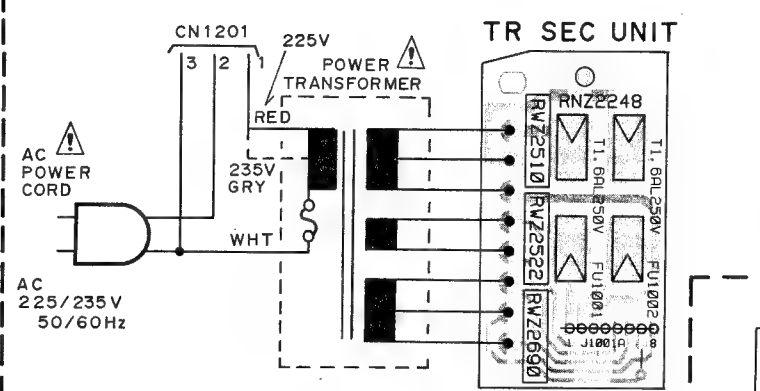 CN1201
3 2 1
225V
TR SEC UNIT
POWER
TRANSFORMER
RED
235V
GRY
AC
POWER
CORD
WHT
AC
225/235V
50/60Hz
RNZ2248
RWZ2510
RWZ2522
RWZ2690
T1.6AL250V
T1.6AL250V
FU1001
FU1002
1 J1001A 8